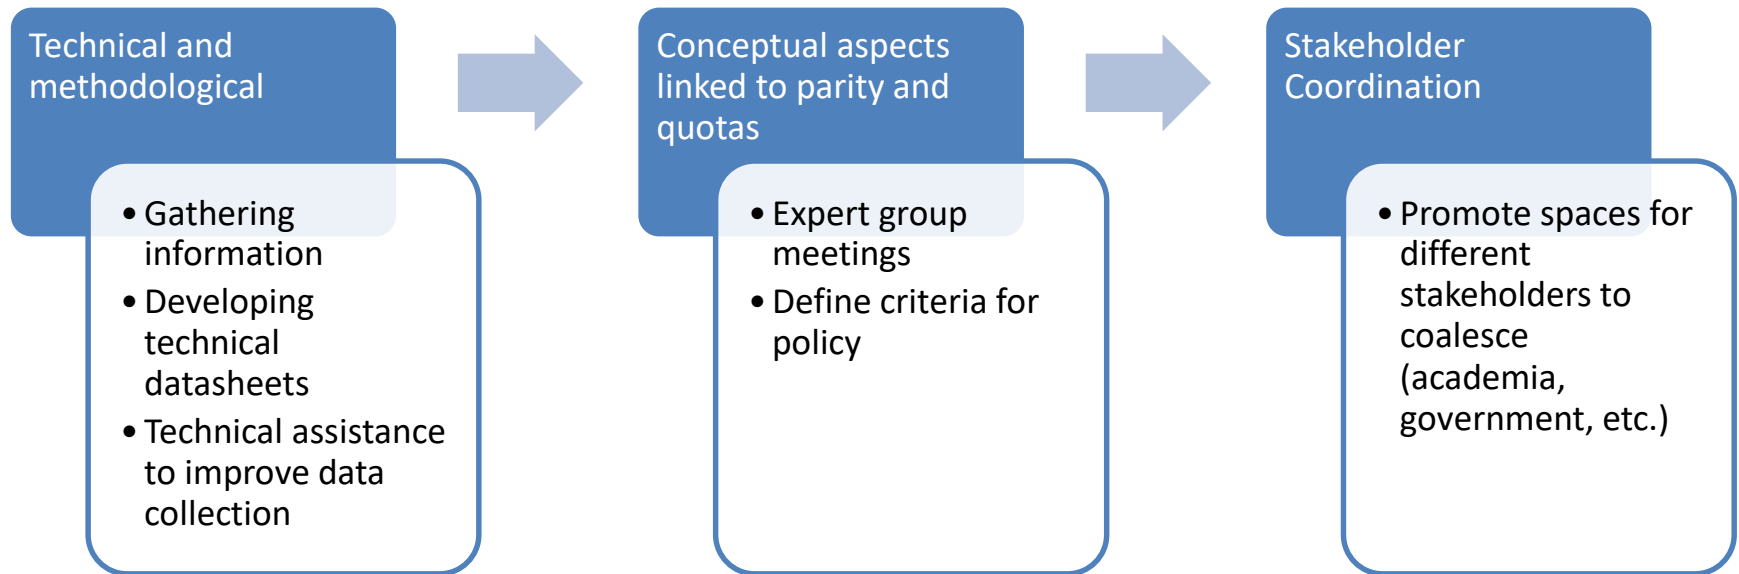 Technical and
methodological
• Gathering
information
• Developing
technical
datasheets
• Technical assistance
to improve data
collection
Conceptual aspects
linked to parity and
quotas
• Expert group
meetings
• Define criteria for
policy
Stakeholder
Coordination
• Promote spaces for
different
stakeholders to
coalesce
(academia,
government, etc.)